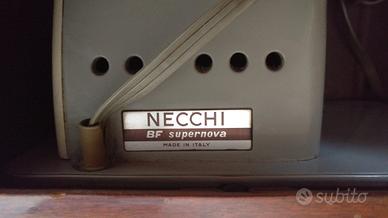 NECCHI
BF supernova
MADE IN ITALY
subito